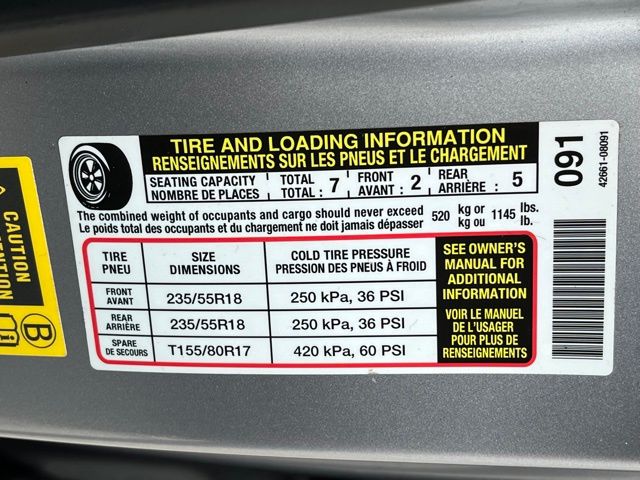 TIRE AND LOADING INFORMATION
RENSEIGNEMENTS SUR LES PNEUS ET LE CHARGEMENT
SEATING CAPACITY TOTAL : 7 FRONT : 2 REAR : 5
NOMBRE DE PLACES TOTAL AVANT ARRIÈRE
The combined weight of occupants and cargo should never exceed 520 kg or 1145 lbs.
Le poids total des occupants et du chargement ne doit jamais dépasser kg ou lb.
TIRE SIZE COLD TIRE PRESSURE
PNEU DIMENSIONS PRESSION DES PNEUS À FROID
FRONT
AVANT 235/55R18 250 kPa, 36 PSI
REAR
ARRIÈRE 235/55R18 250 kPa, 36 PSI
SPARE
DE SECOURS T155/80R17 420 kPa, 60 PSI
SEE OWNER'S
MANUAL FOR
ADDITIONAL
INFORMATION
VOIR LE MANUEL
DE L'USAGER
POUR PLUS DE
RENSEIGNEMENTS
091
42661-08091
CAUTION
B